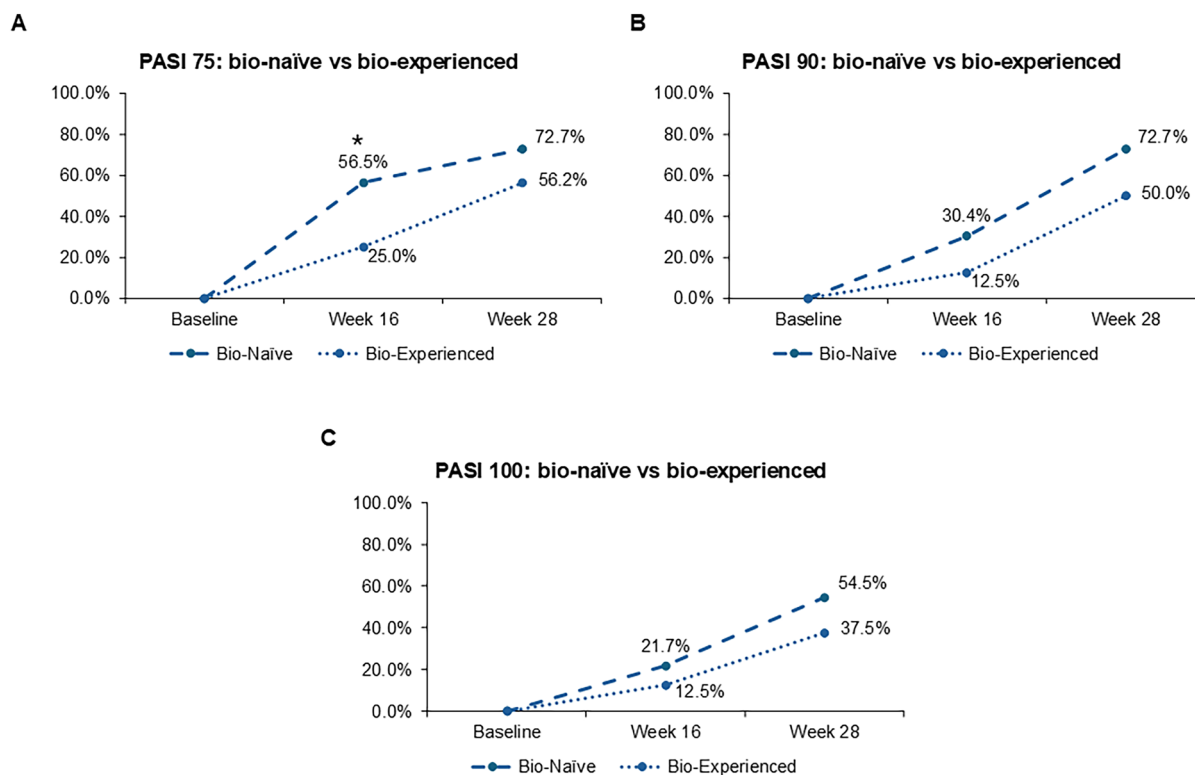 A
PASI 75: bio-naïve vs bio-experienced
100.0%
80.0%
60.0%
40.0%
20.0%
0.0%
*
56.5%
72.7%
56.2%
25.0%
Baseline
Week 16
Week 28
Bio-Naïve
Bio-Experienced
B
PASI 90: bio-naïve vs bio-experienced
100.0%
80.0%
60.0%
40.0%
20.0%
0.0%
72.7%
50.0%
30.4%
12.5%
Baseline
Week 16
Week 28
Bio-Naïve
Bio-Experienced
C
PASI 100: bio-naïve vs bio-experienced
100.0%
80.0%
60.0%
40.0%
20.0%
0.0%
54.5%
37.5%
21.7%
12.5%
Baseline
Week 16
Week 28
Bio-Naïve
Bio-Experienced